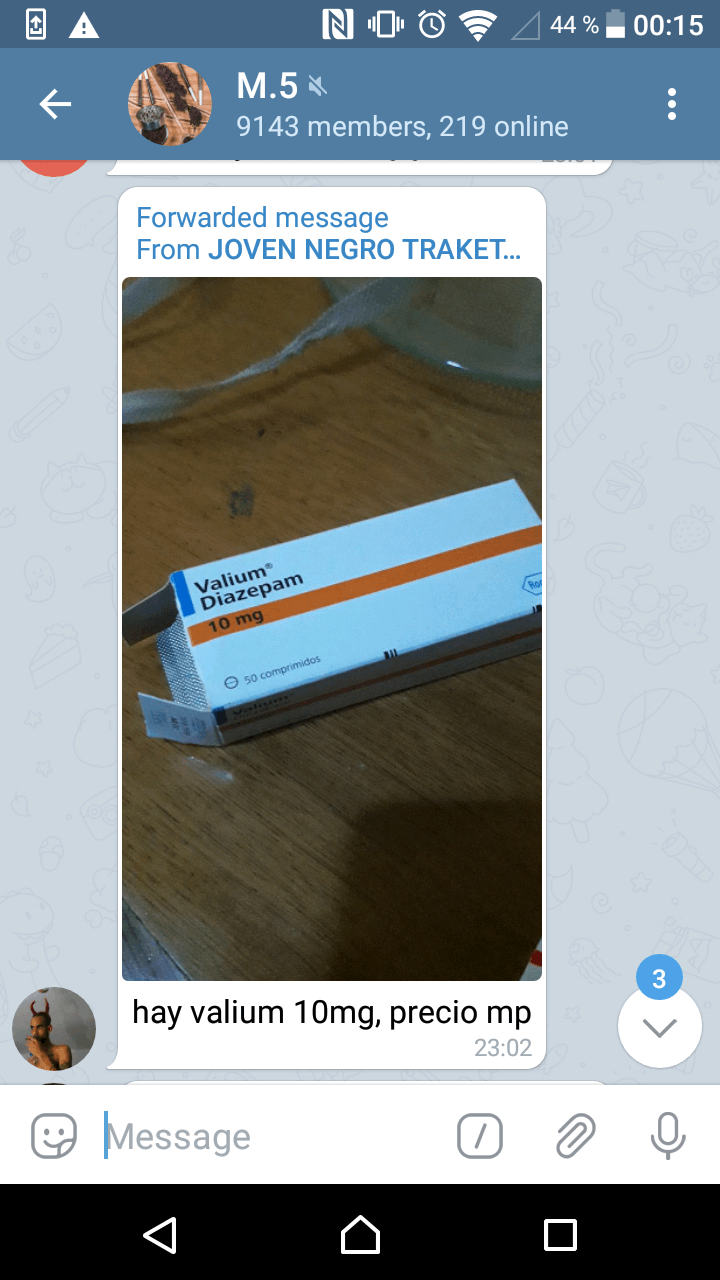 44 % 00:15
M.5
9143 members, 219 online
Forwarded message
From JOVEN NEGRO TRAKET...
Valium®
Diazepam
10 mg
50 comprimidos
Valium
hay valium 10mg, precio mp
23:02
3
Message